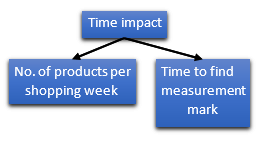 Time impact
No. of products per
shopping week
Time to find
measurement
mark